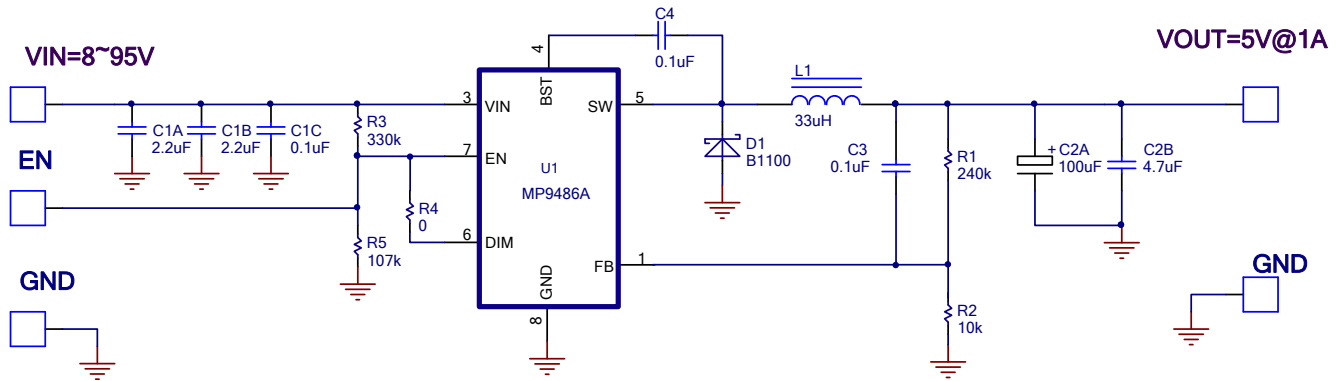 VIN=8~95V
VOUT=5V@1A
C4
0.1uF
4
BST
3
VIN
SW
5
L1
33uH
C1A
2.2uF
C1B
2.2uF
C1C
0.1uF
R3
330k
EN
7
EN
U1
MP9486A
D1
B1100
C3
0.1uF
R1
240k
+
C2A
100uF
C2B
4.7uF
R4
0
R5
107k
6
DIM
FB
1
GND
8
GND
GND
R2
10k